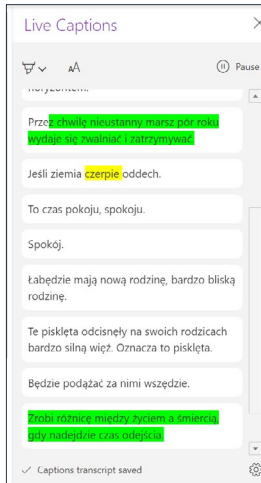 Live Captions
Pause
horyzontem.
Przez chwilę nieustanny marsz pór roku
wydaje się zwalniać i zatrzymywać.
Jeśli ziemia czerpie oddech.
To czas pokoju, spokoju.
Spokój.
Łabędzie mają nową rodzinę, bardzo bliską
rodzinę.
Te pisklęta odcisnęły na swoich rodzicach
bardzo silną więź. Oznacza to pisklęta.
Będzie podążać za nimi wszędzie.
Zrobi różnicę między życiem a śmiercią,
gdy nadejdzie czas odejścia.
Captions transcript saved